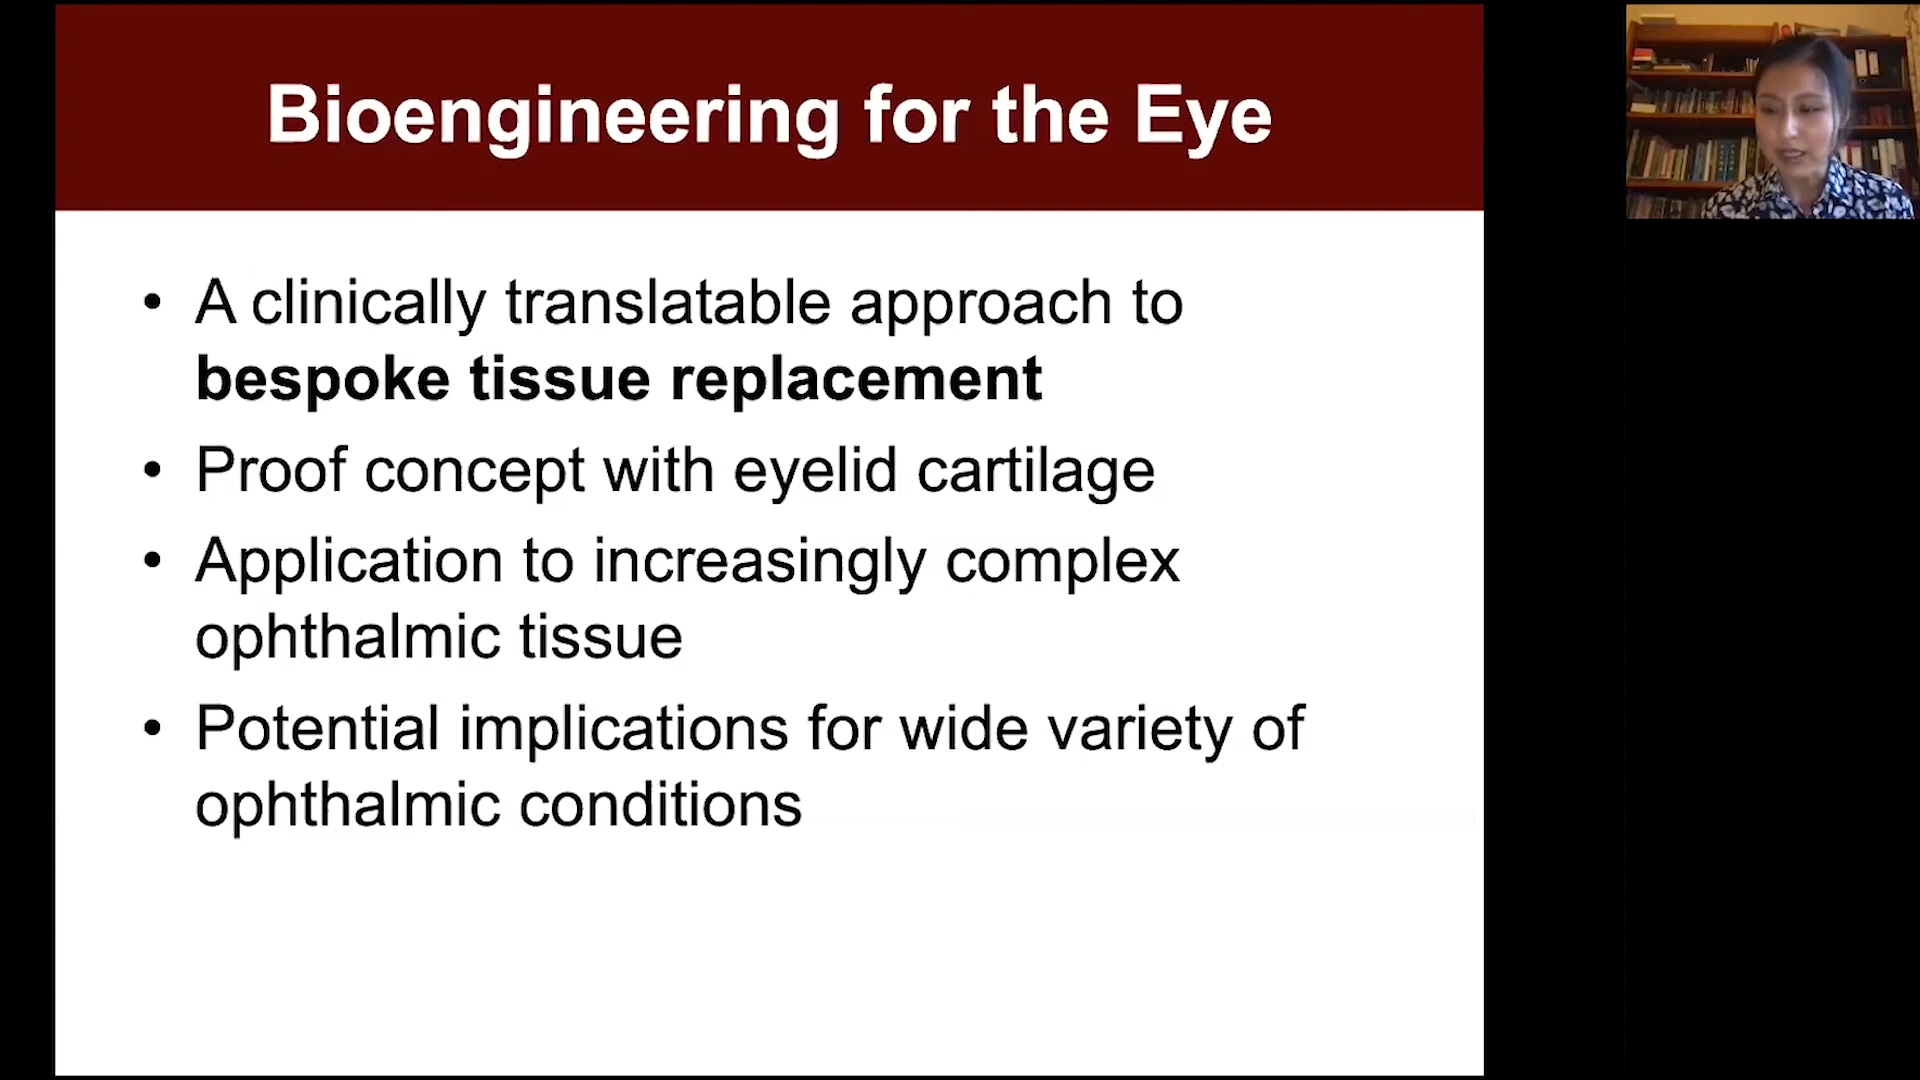 Bioengineering for the Eye
• A clinically translatable approach to
bespoke tissue replacement
• Proof concept with eyelid cartilage
• Application to increasingly complex
ophthalmic tissue
• Potential implications for wide variety of
ophthalmic conditions